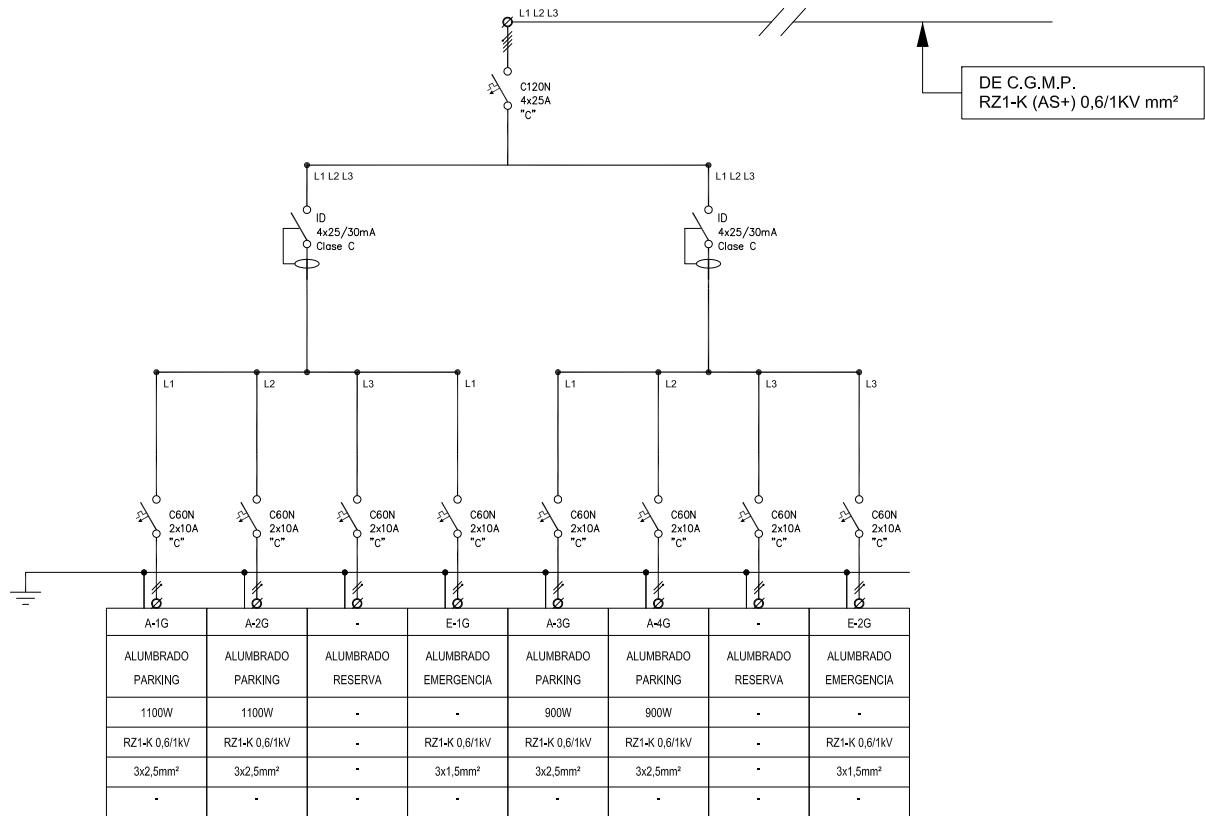 L1 L2 L3
C120N
4x25A
"C"
DE C.G.M.P.
RZ1-K (AS+) 0,6/1KV mm²
L1 L2 L3
L1 L2 L3
ID
4x25/30mA
Clase C
ID
4x25/30mA
Clase C
L1 L2 L3 L1 L1 L2 L3 L3
C60N C60N C60N C60N C60N C60N C60N C60N
2x10A 2x10A 2x10A 2x10A 2x10A 2x10A 2x10A 2x10A
"C" "C" "C" "C" "C" "C" "C" "C"
A-1G A-2G - E-1G A-3G A-4G - E-2G
ALUMBRADO ALUMBRADO ALUMBRADO ALUMBRADO ALUMBRADO ALUMBRADO ALUMBRADO ALUMBRADO
PARKING PARKING RESERVA EMERGENCIA PARKING PARKING RESERVA EMERGENCIA
1100W 1100W - - 900W 900W - -
RZ1-K 0,6/1kV RZ1-K 0,6/1kV - RZ1-K 0,6/1kV RZ1-K 0,6/1kV RZ1-K 0,6/1kV - RZ1-K 0,6/1kV
3x2,5mm² 3x2,5mm² - 3x1,5mm² 3x2,5mm² 3x2,5mm² - 3x1,5mm²
- - - - - - - -